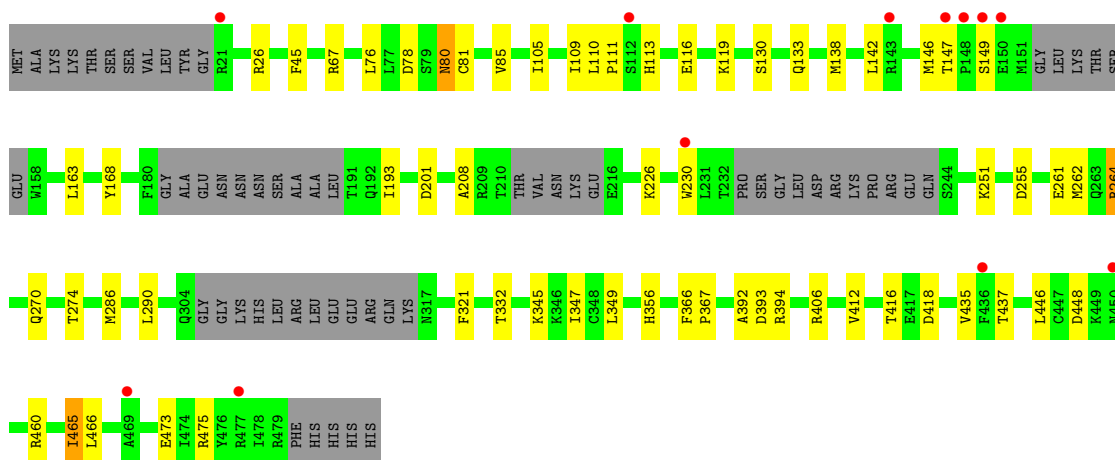 MET ALA LYS LYS THR SER SER VAL LEU TYR GLY R21 R26 F45 R67 L76 L77 D78 S79 N80 C81 V85 I105 I109 L110 P111 S112 H113 E116 K119 S130 Q133 M138 L142 R143 M146 T147 P148 S149 E150 M151 GLY LEU LYS THR SER
GLU W158 L163 Y168 F180 GLY ALA GLU ASN ASN ASN SER ALA ALA LEU T191 Q192 I193 D201 A208 R209 T210 THR VAL ASN LYS GLU E216 K226 W230 L231 T232 PRO SER GLY LEU ASP ARG LYS PRO ARG GLU GLN S244 K251 D255 E261 M262 Q263
Q270 T274 M286 L290 Q304 GLY GLY LYS HIS LEU ARG LEU GLU GLU ARG GLN LYS N317 F321 T332 K345 K346 I347 C348 L349 H356 F366 P367 A392 D393 R394 R406 V412 T416 E417 D418 V435 F436 T437 L446 C447 D448 K449 N450
R460 I465 L466 A469 E473 I474 R475 Y476 R477 I478 R479 PHE HIS HIS HIS HIS